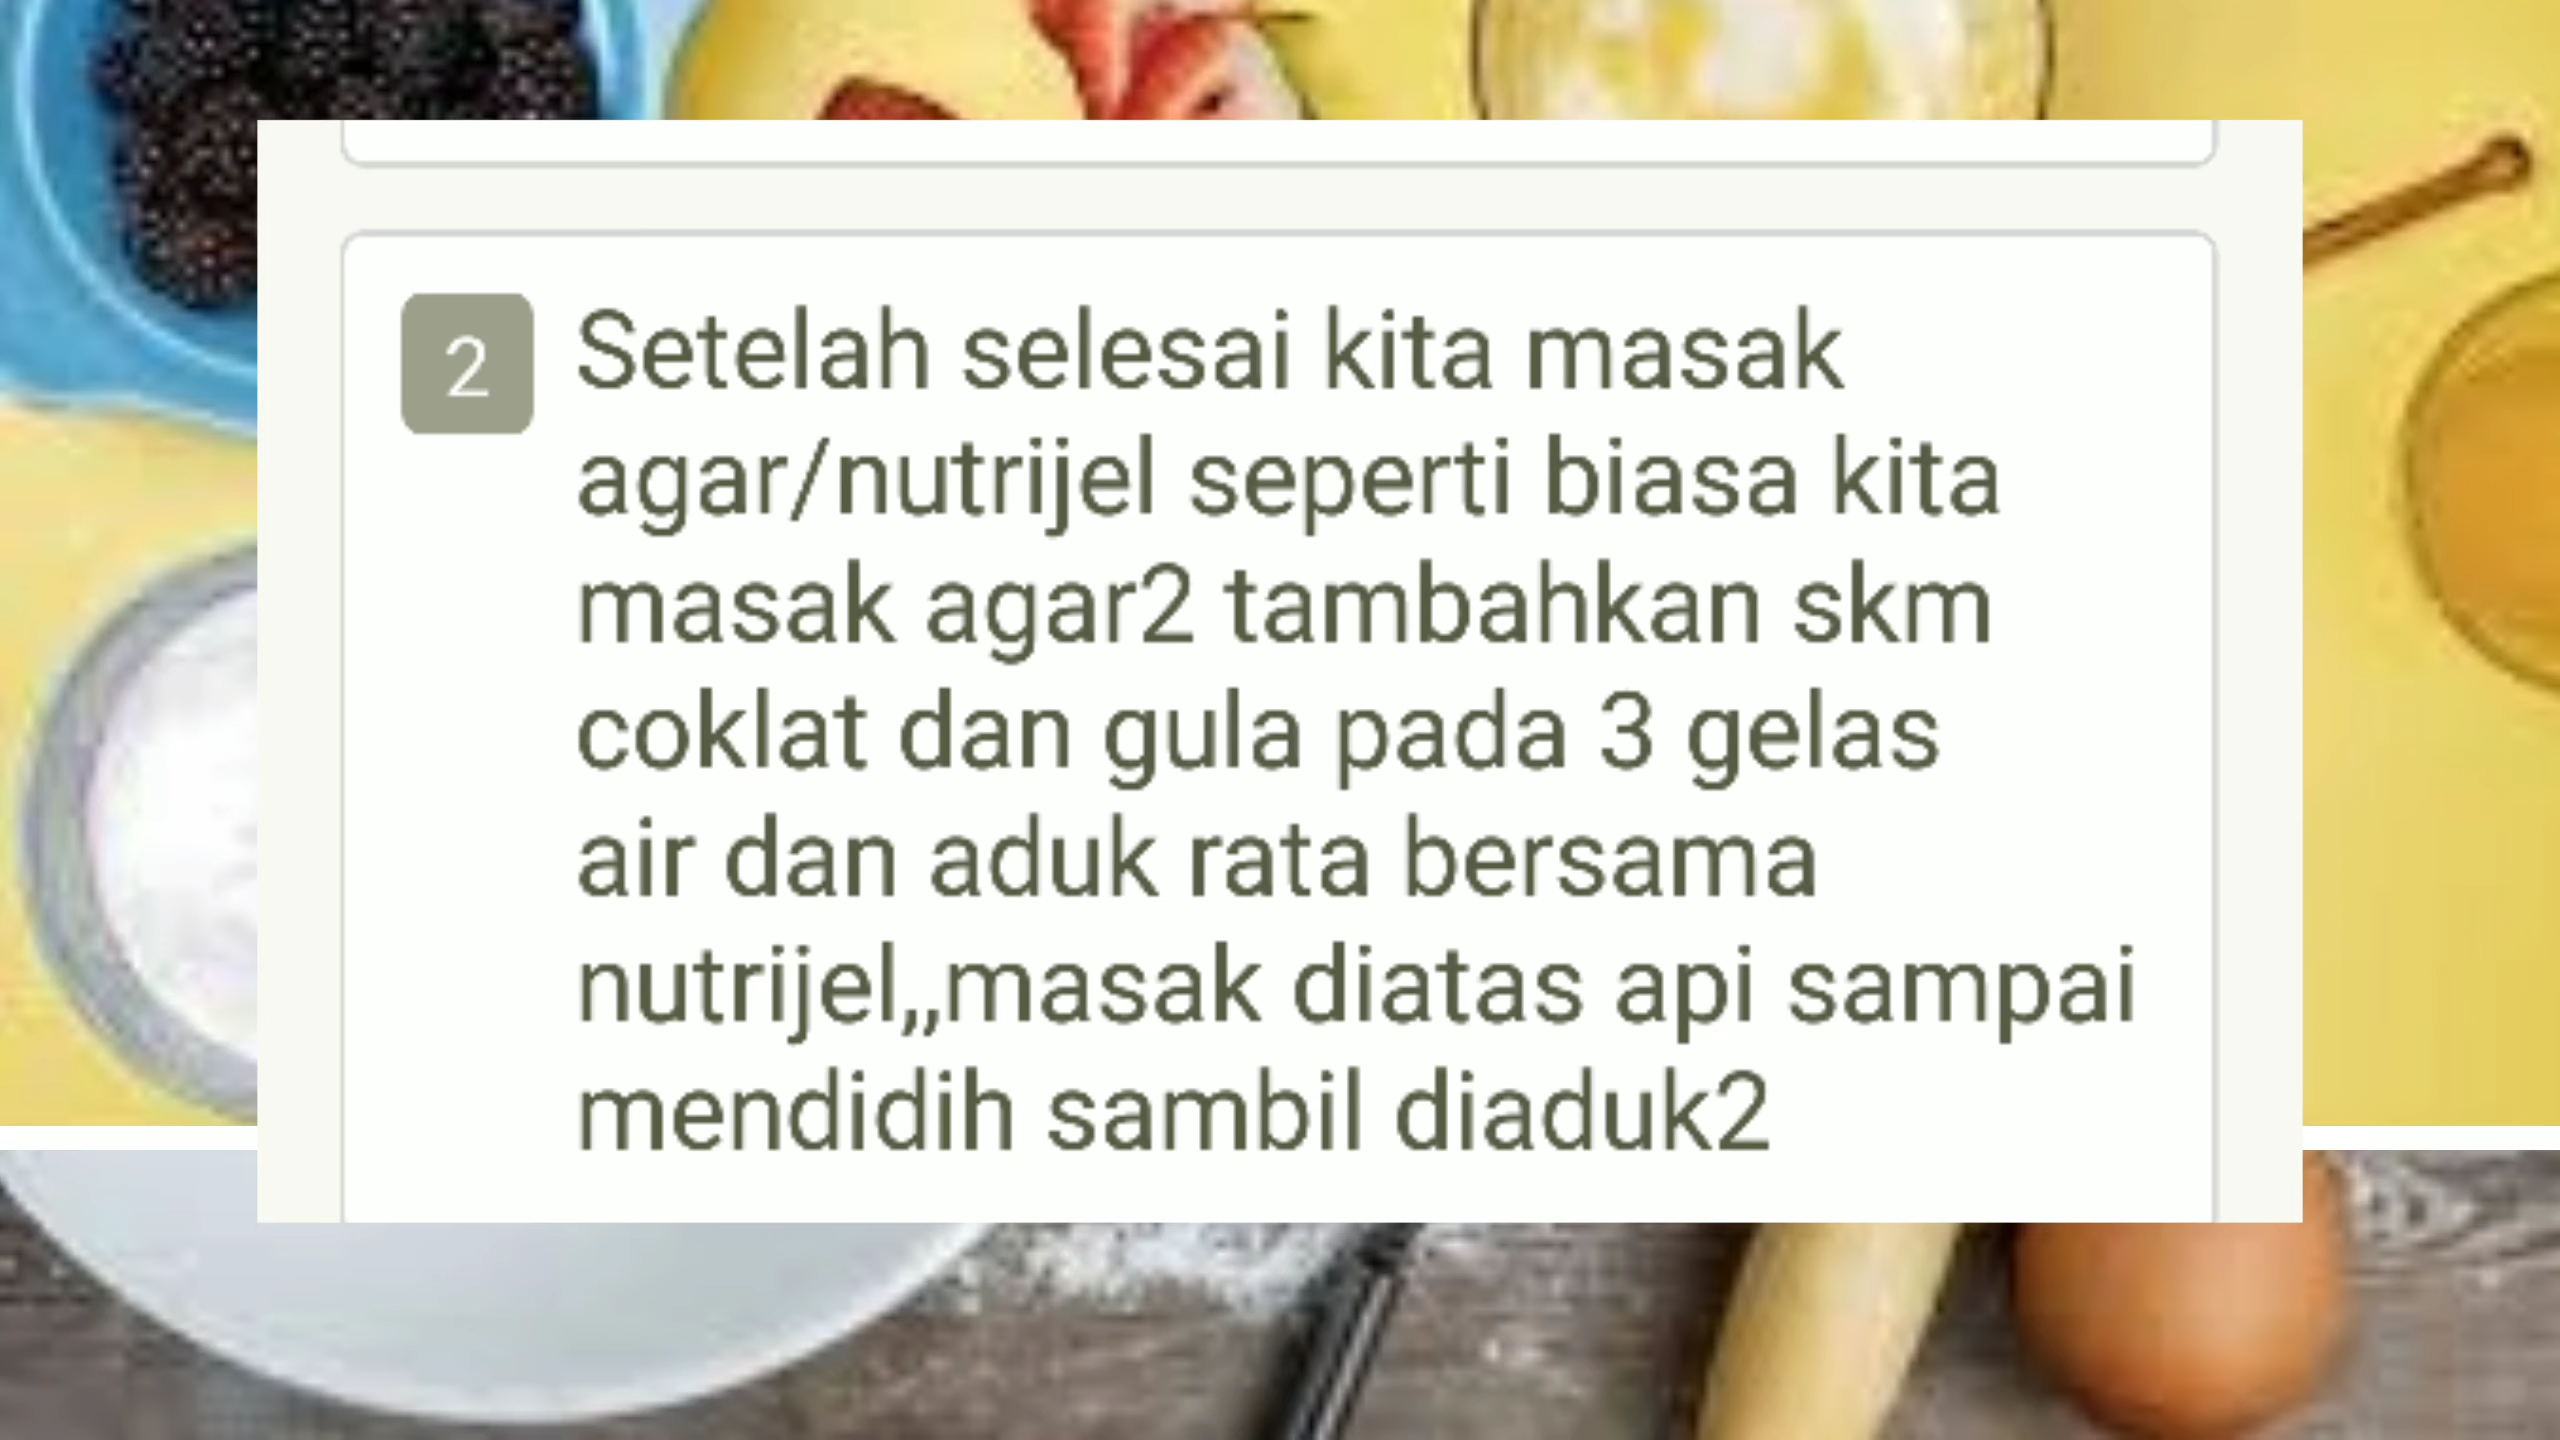 2
Setelah selesai kita masak
agar/nutrijel seperti biasa kita
masak agar2 tambahkan skm
coklat dan gula pada 3 gelas
air dan aduk rata bersama
nutrijel,,masak diatas api sampai
mendidih sambil diaduk2